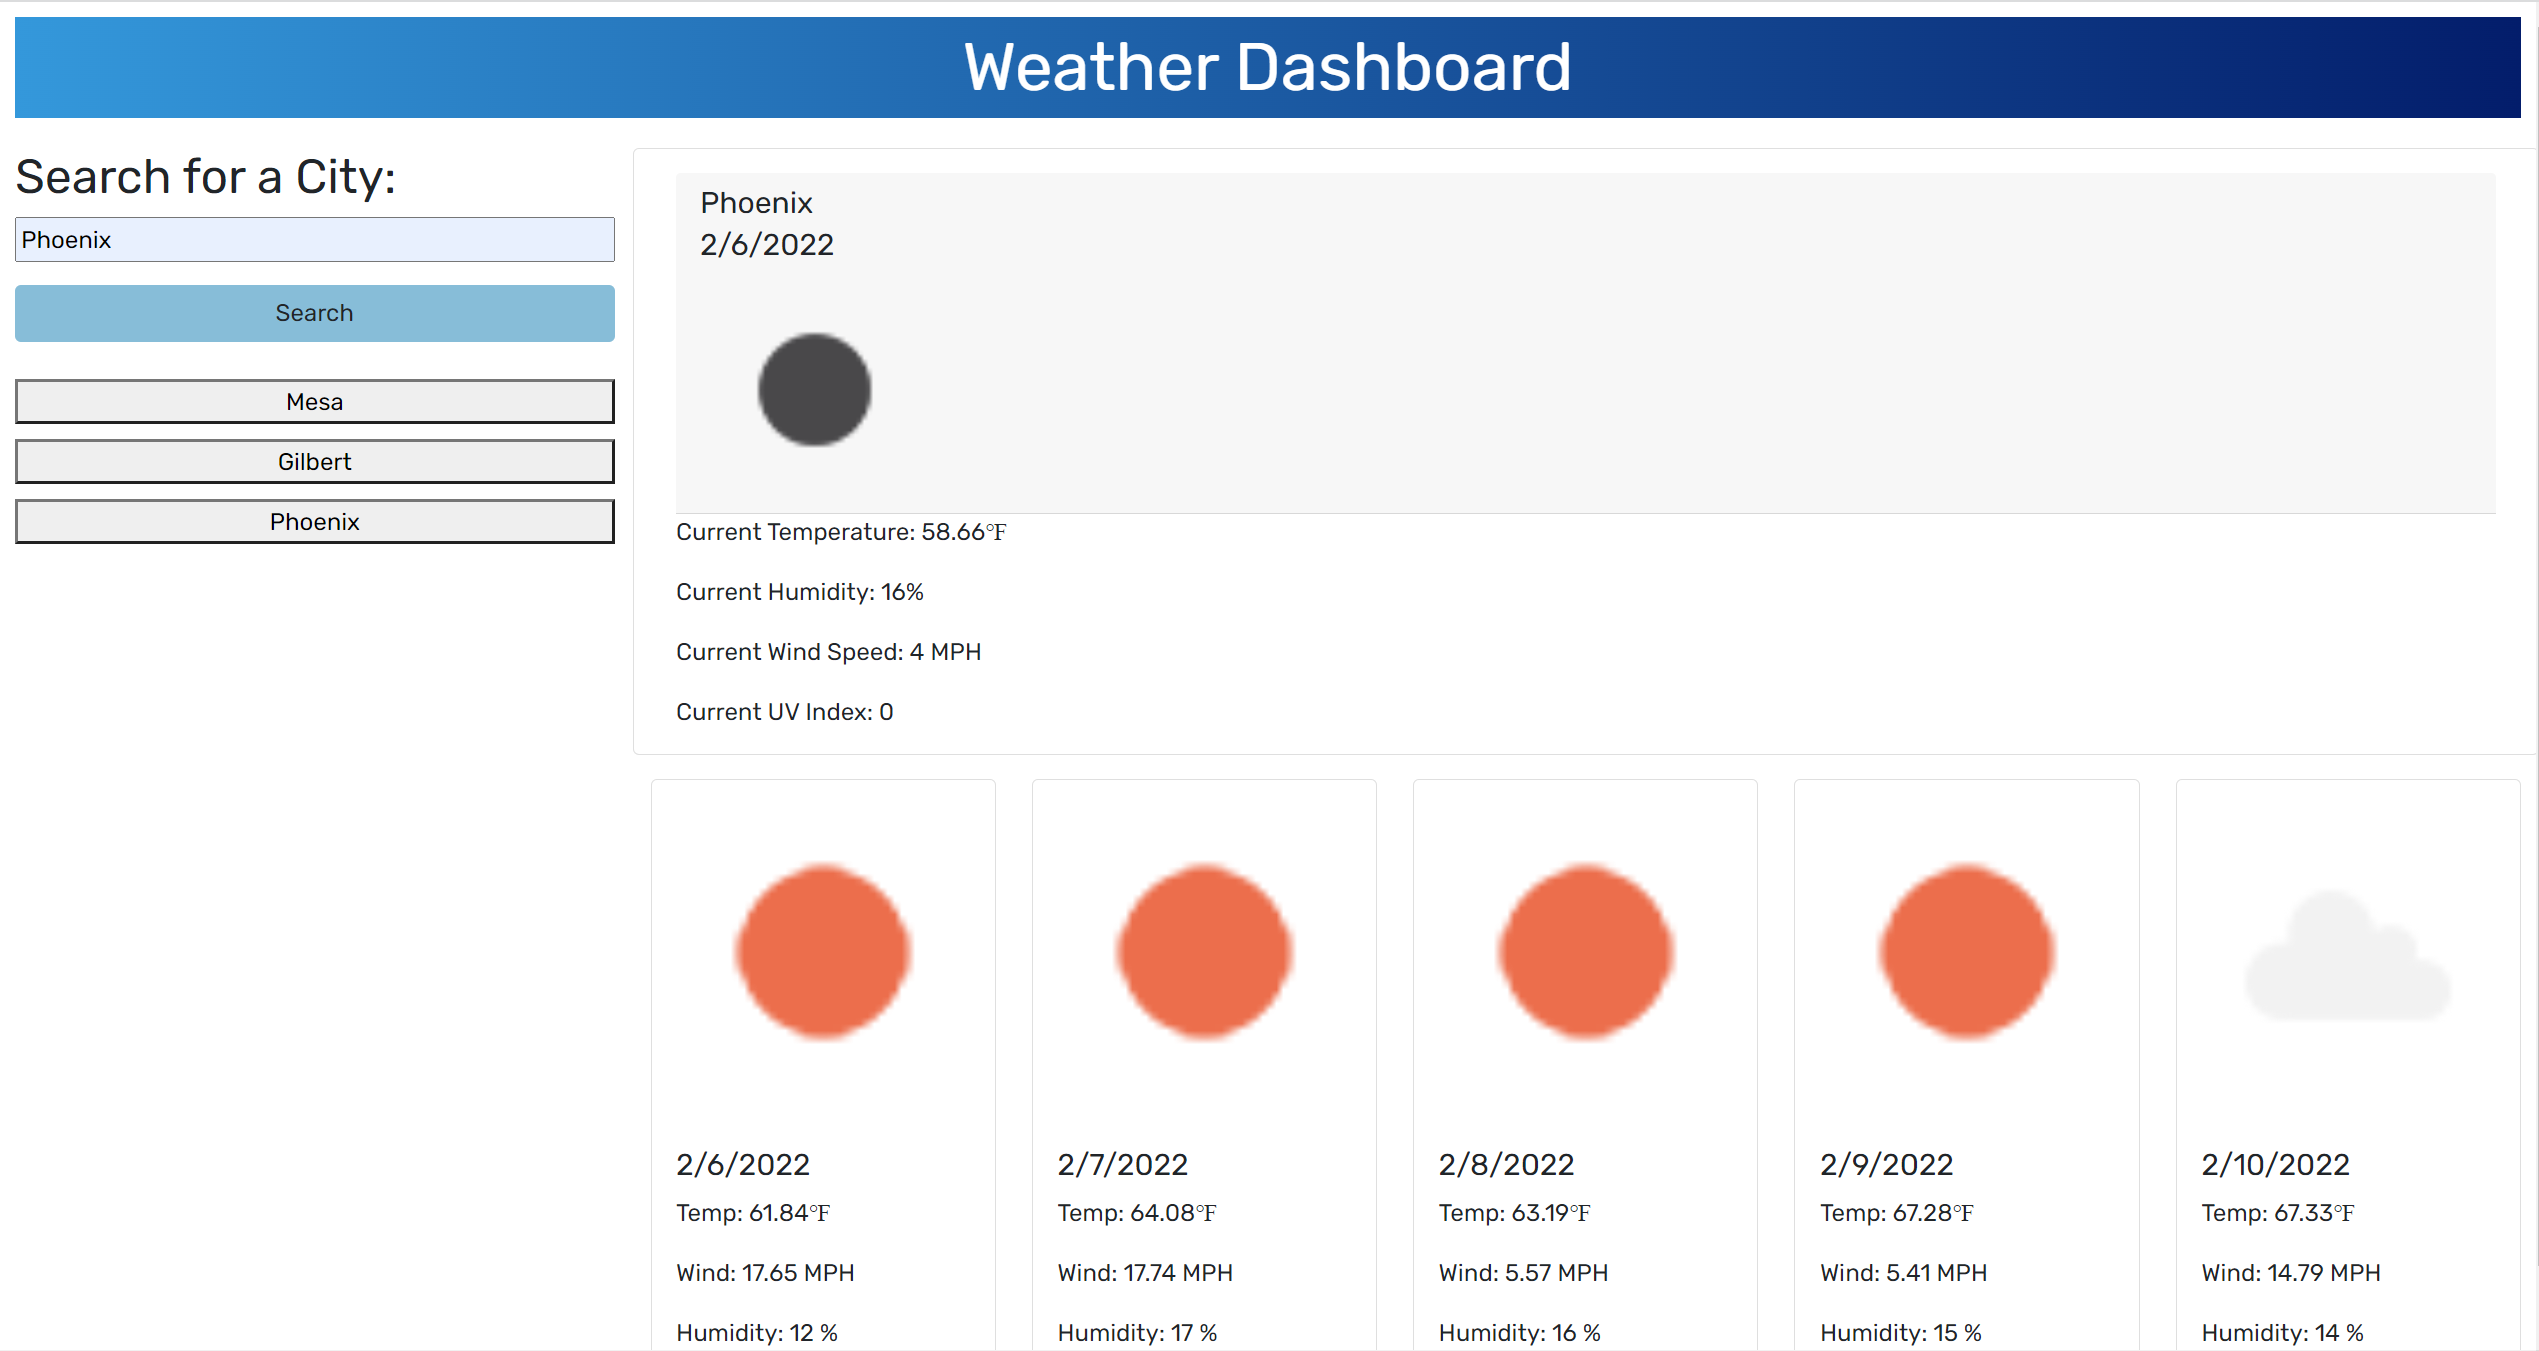 Weather Dashboard
Search for a City:
Phoenix
Search
Mesa
Gilbert
Phoenix
Phoenix
2/6/2022
Current Temperature: 58.66℉
Current Humidity: 16%
Current Wind Speed: 4 MPH
Current UV Index: 0
2/6/2022
Temp: 61.84℉
Wind: 17.65 MPH
Humidity: 12 %
2/7/2022
Temp: 64.08℉
Wind: 17.74 MPH
Humidity: 17 %
2/8/2022
Temp: 63.19℉
Wind: 5.57 MPH
Humidity: 16 %
2/9/2022
Temp: 67.28℉
Wind: 5.41 MPH
Humidity: 15 %
2/10/2022
Temp: 67.33℉
Wind: 14.79 MPH
Humidity: 14 %